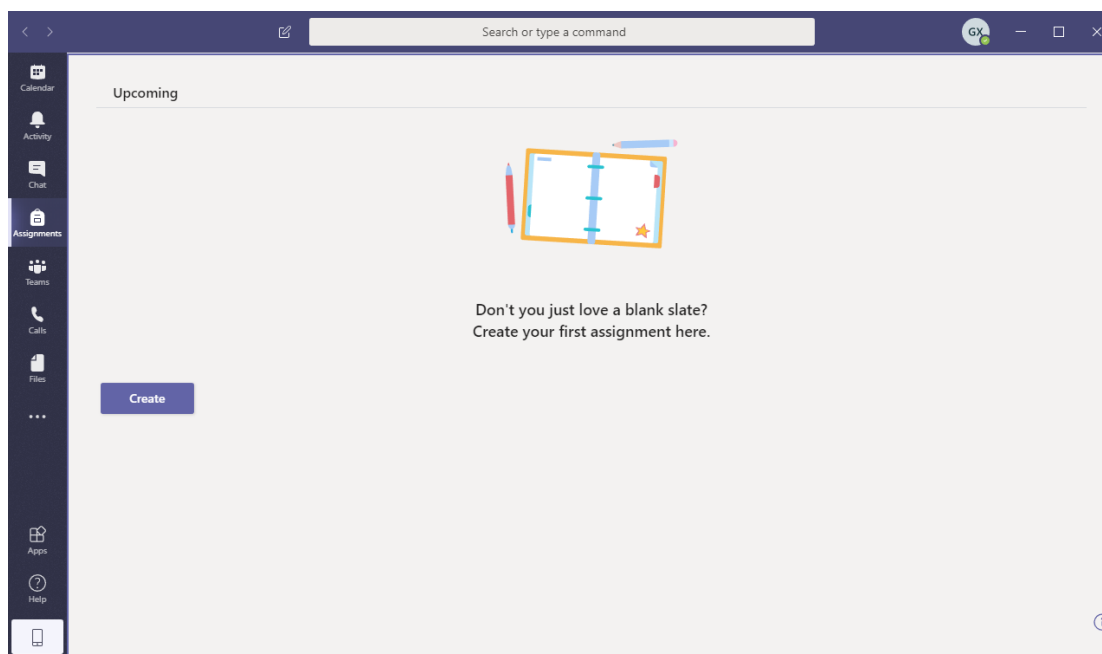 Search or type a command
GX
Calendar
Activity
Chat
Assignments
Teams
Calls
Files
Apps
Help
Upcoming
Don't you just love a blank slate?
Create your first assignment here.
Create